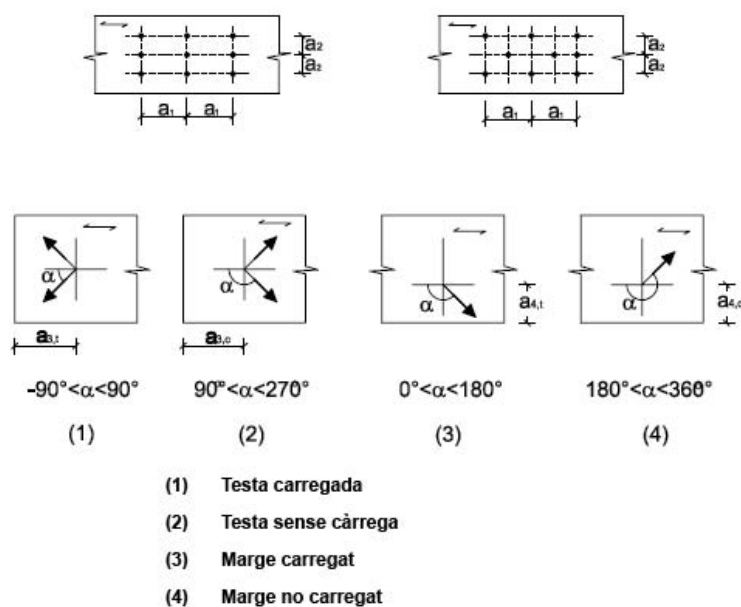 a₂
a₂
a₁ a₁
a₂
a₂
a₁ a₁
α
a₃,t
α
a₃,c
α
a₄,t
α
a₄,c
-90°<α<90°
90°<α<270°
0°<α<180°
180°<α<360°
(1)
(2)
(3)
(4)
(1) Testa carregada
(2) Testa sense càrrega
(3) Marge carregat
(4) Marge no carregat